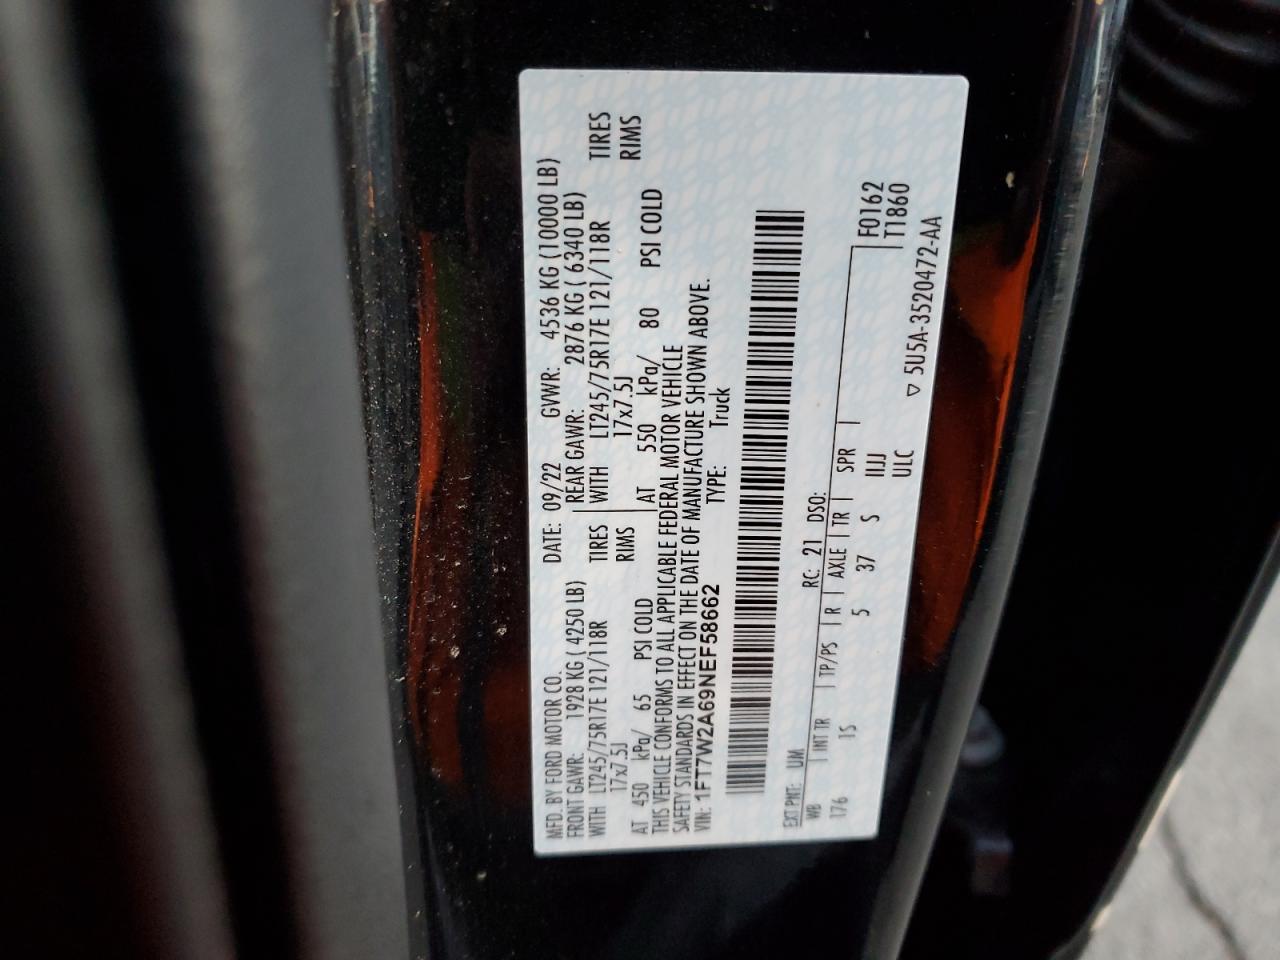 MFD. BY FORD MOTOR CO. DATE: 09/22 GVWR: 4536 KG (10000 LB)
FRONT GAWR: 1928 KG ( 4250 LB) REAR GAWR: 2876 KG ( 6340 LB)
WITH LT245/75R17E 121/118R TIRES WITH LT245/75R17E 121/118R TIRES
17x7.5J RIMS 17x7.5J RIMS
AT 450 kPa/ 65 PSI COLD AT 550 kPa/ 80 PSI COLD
THIS VEHICLE CONFORMS TO ALL APPLICABLE FEDERAL MOTOR VEHICLE
SAFETY STANDARDS IN EFFECT ON THE DATE OF MANUFACTURE SHOWN ABOVE.
VIN: 1FT7W2A69NEF58662 TYPE: Truck
EXT PNT: UM RC: 21 DSO: F0162
WB INT TR TP/PS R AXLE TR SPR T1860
176 1S 5 37 S IIJJ
ULC
▽ 5U5A-3520472-AA